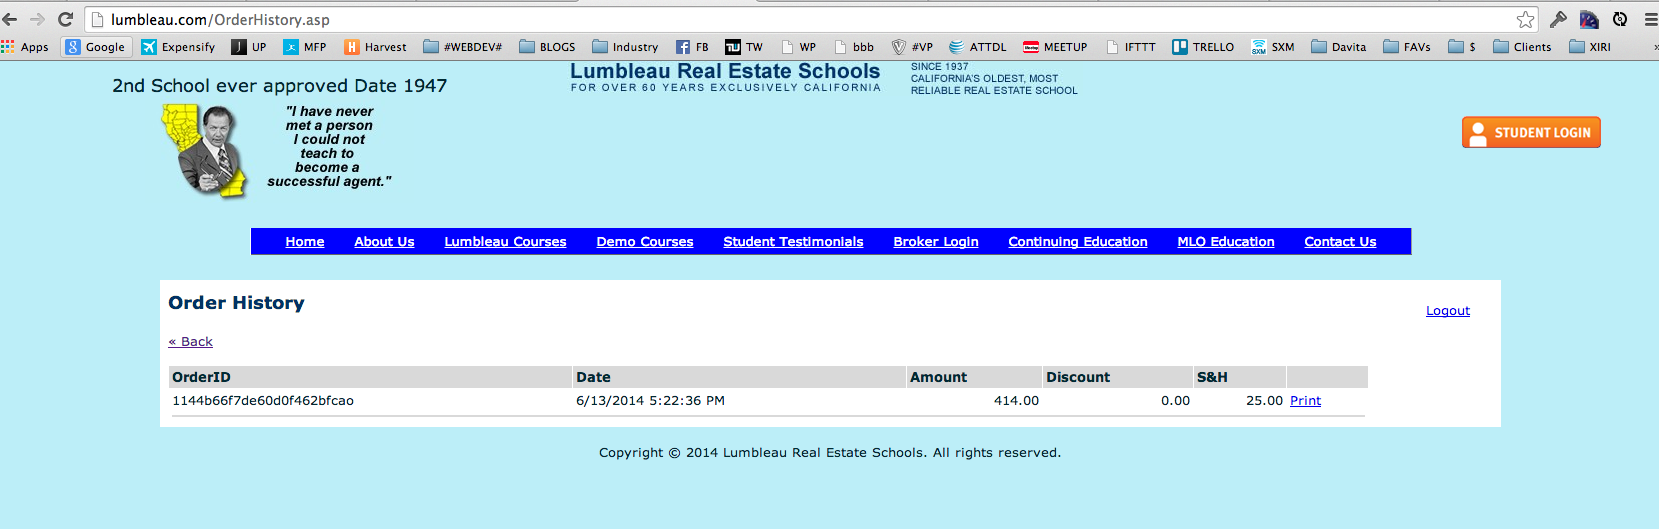 lumbleau.com/OrderHistory.asp
Apps Google Expensify UP MFP Harvest #WEBDEV# BLOGS Industry FB TW WP bbb #VP ATTDL MEETUP IFTTT TRELLO SXM Davita FAVs $ Clients XIRI »
2nd School ever approved Date 1947
"I have never
met a person
I could not
teach to
become a
successful agent."
Lumbleau Real Estate Schools
FOR OVER 60 YEARS EXCLUSIVELY CALIFORNIA
SINCE 1937
CALIFORNIA'S OLDEST, MOST
RELIABLE REAL ESTATE SCHOOL
STUDENT LOGIN
Home About Us Lumbleau Courses Demo Courses Student Testimonials Broker Login Continuing Education MLO Education Contact Us
Order History
Logout
« Back
OrderID Date Amount Discount S&H
1144b66f7de60d0f462bfcao 6/13/2014 5:22:36 PM 414.00 0.00 25.00 Print
Copyright © 2014 Lumbleau Real Estate Schools. All rights reserved.